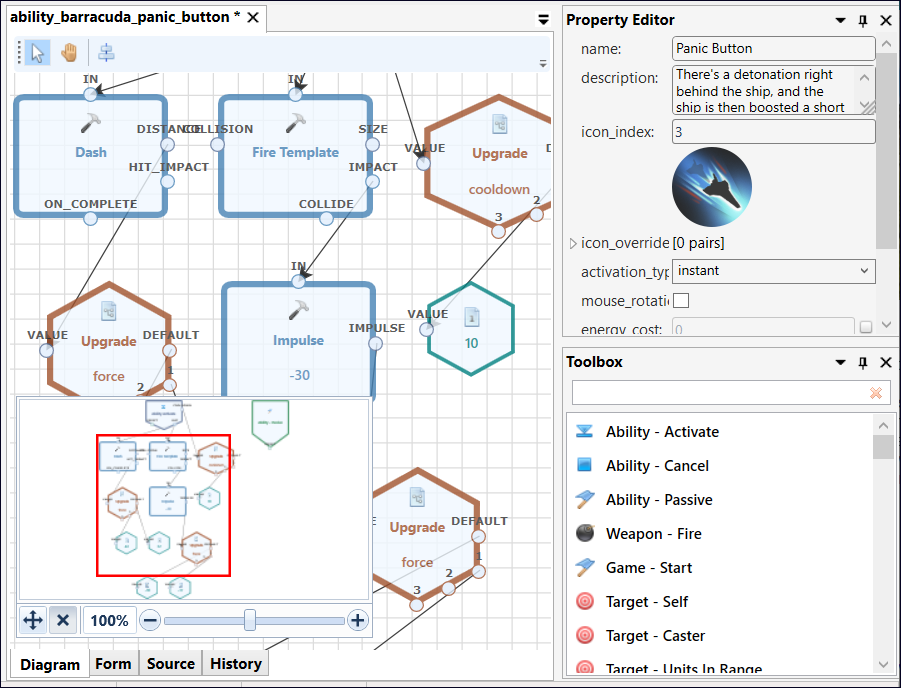 ability_barracuda_panic_button *
IN
IN
DISTANCE
COLLISION
SIZE
VALUE
Dash
Fire Template
Upgrade
HIT_IMPACT
IMPACT
cooldown
ON_COMPLETE
COLLIDE
2
3
IN
VALUE
DEFAULT
IMPULSE
VALUE
Upgrade
Impulse
10
force
-30
1
2
Upgrade
DEFAULT
force
1
2
3
100%
Diagram
Form
Source
History
Property Editor
name:
Panic Button
description:
There's a detonation right
behind the ship, and the
ship is then boosted a short
icon_index:
3
icon_override
[0 pairs]
activation_typ
instant
mouse_rotati
energy_cost:
0
Toolbox
Ability - Activate
Ability - Cancel
Ability - Passive
Weapon - Fire
Game - Start
Target - Self
Target - Caster
Target - Units In Range